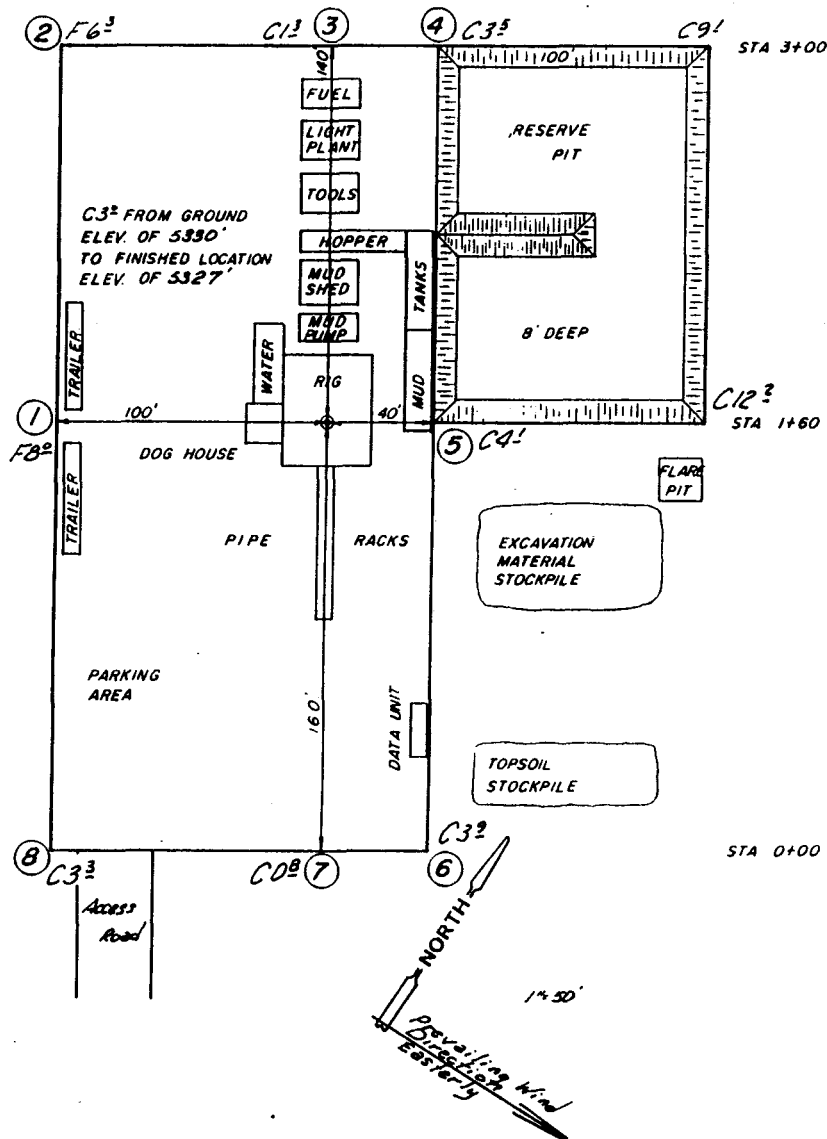 2 F6³ C1³ 3 4 C3⁵ C9¹ STA 3+00
140'
100'
FUEL
LIGHT
PLANT
TOOLS
RESERVE
PIT
C3² FROM GROUND
ELEV. OF 5330'
TO FINISHED LOCATION
ELEV. OF 5327'
HOPPER
MUD
SHED
TANKS
MUD
PUMP
8' DEEP
TRAILER
WATER
RIG
MUD
1 100' 40' C12² STA 1+60
F8⁰
DOG HOUSE
5 C4¹
TRAILER
FLARE
PIT
PIPE RACKS
EXCAVATION
MATERIAL
STOCKPILE
PARKING
AREA
160'
DATA UNIT
TOPSOIL
STOCKPILE
C3⁹
8 C3³ C0⁸ 7 6 STA 0+00
Access
Road
NORTH
1"=50'
Prevailing Wind
Direction
Easterly